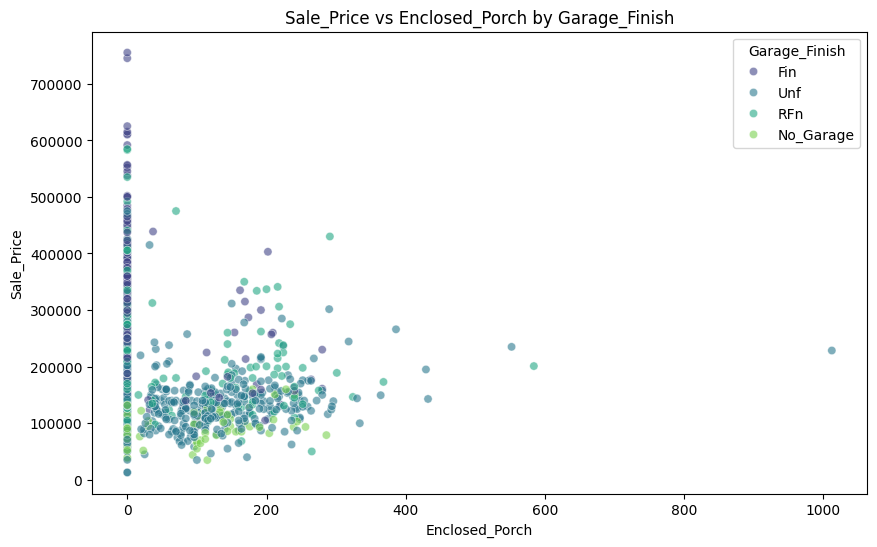 Sale_Price vs Enclosed_Porch by Garage_Finish
Garage_Finish
Fin
Unf
RFn
No_Garage
Sale_Price
700000
600000
500000
400000
300000
200000
100000
0
0 200 400 600 800 1000
Enclosed_Porch